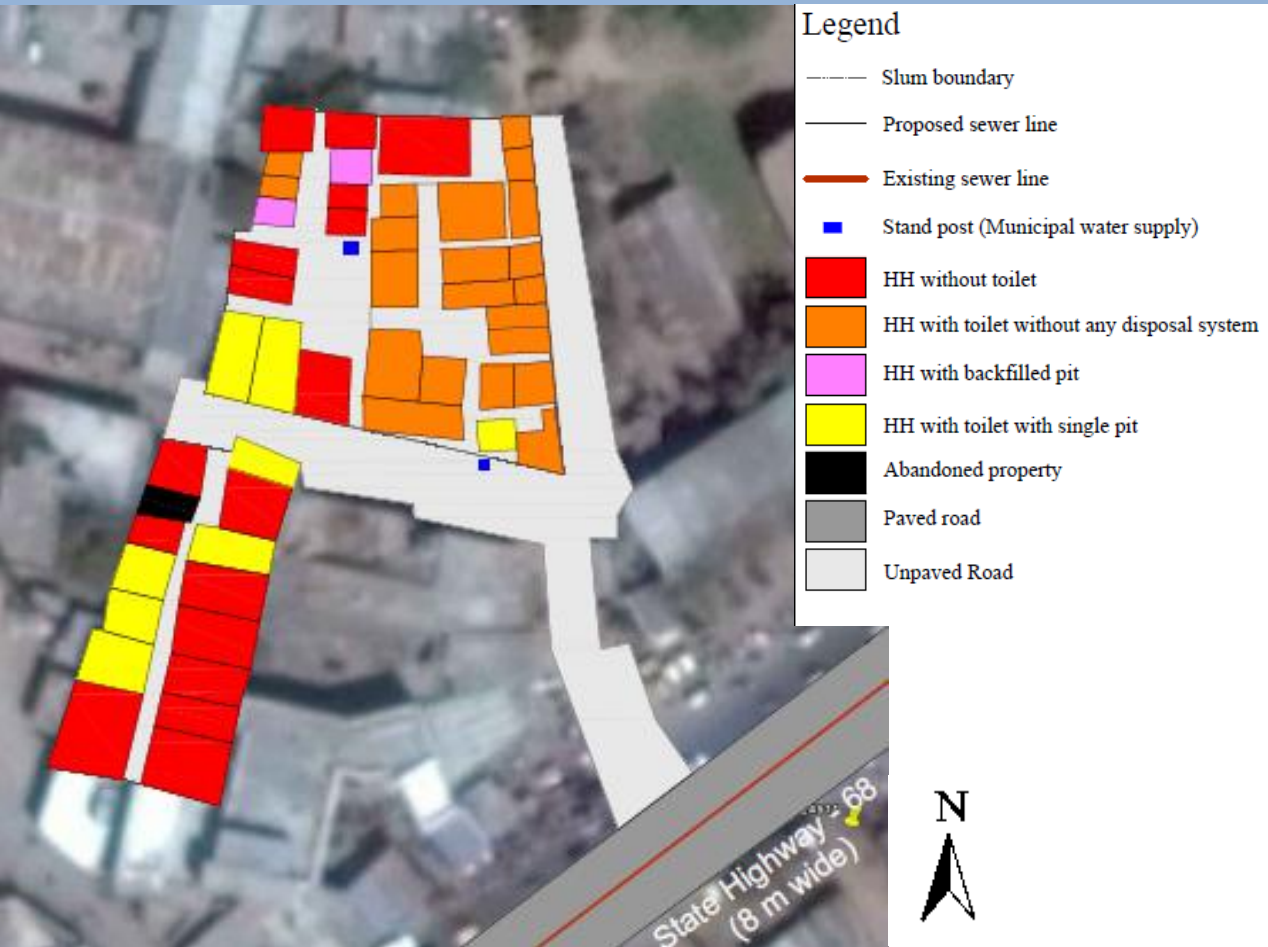 Legend
Slum boundary
Proposed sewer line
Existing sewer line
Stand post (Municipal water supply)
HH without toilet
HH with toilet without any disposal system
HH with backfilled pit
HH with toilet with single pit
Abandoned property
Paved road
Unpaved Road
State Highway - 68
(8 m wide)
N